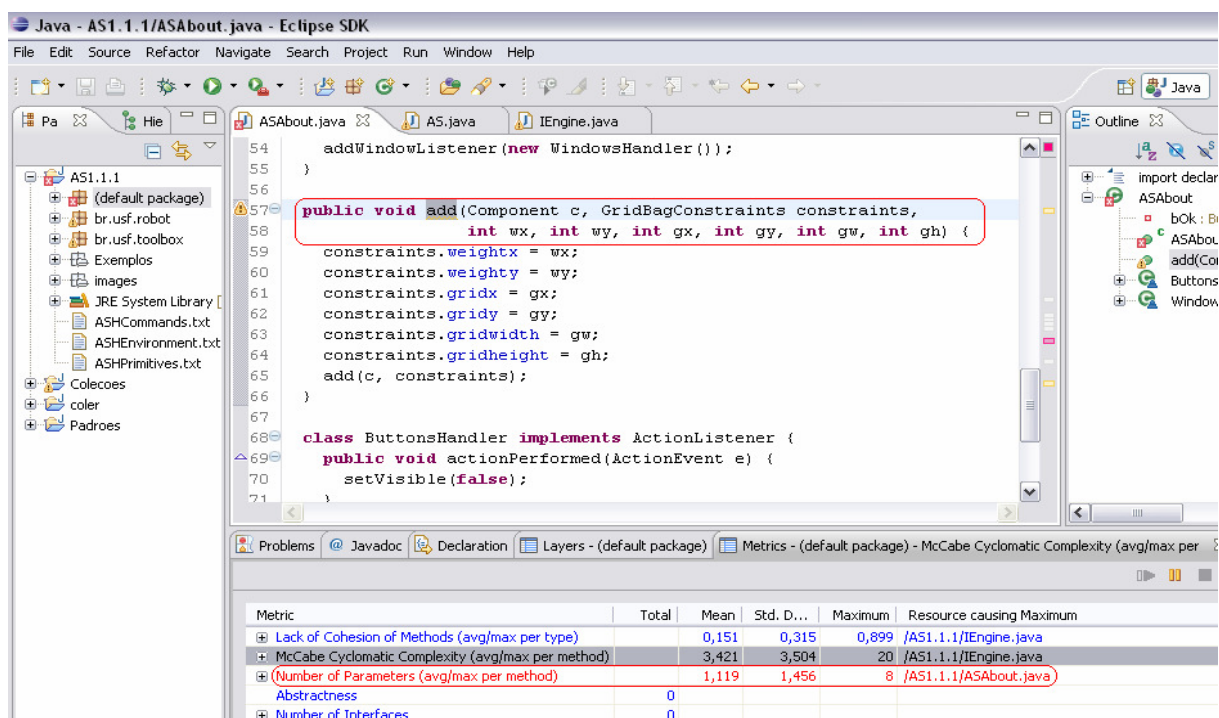 Java - AS1.1.1/ASAbout.java - Eclipse SDK
File Edit Source Refactor Navigate Search Project Run Window Help
Java
Pa Hie
ASAbout.java AS.java IEngine.java
Outline
AS1.1.1
(default package)
br.usf.robot
br.usf.toolbox
Exemplos
images
JRE System Library [
ASHCommands.txt
ASHEnvironment.txt
ASHPrimitives.txt
Colecoes
coler
Padroes
54 addWindowListener(new WindowsHandler());
55 }
56
57 public void add(Component c, GridBagConstraints constraints,
58 int wx, int wy, int gx, int gy, int gw, int gh) {
59 constraints.weightx = wx;
60 constraints.weighty = wy;
61 constraints.gridx = gx;
62 constraints.gridy = gy;
63 constraints.gridwidth = gw;
64 constraints.gridheight = gh;
65 add(c, constraints);
66 }
67
68 class ButtonsHandler implements ActionListener {
69 public void actionPerformed(ActionEvent e) {
70 setVisible(false);
71 }
import declar
ASAbout
bOk : Bu
ASAbou
add(Cor
Buttons
Window
Problems @ Javadoc Declaration Layers - (default package) Metrics - (default package) - McCabe Cyclomatic Complexity (avg/max per
Metric Total Mean Std. D... Maximum Resource causing Maximum
Lack of Cohesion of Methods (avg/max per type) 0,151 0,315 0,899 /AS1.1.1/IEngine.java
McCabe Cyclomatic Complexity (avg/max per method) 3,421 3,504 20 /AS1.1.1/IEngine.java
Number of Parameters (avg/max per method) 1,119 1,456 8 /AS1.1.1/ASAbout.java
Abstractness 0
Number of Interfaces 0